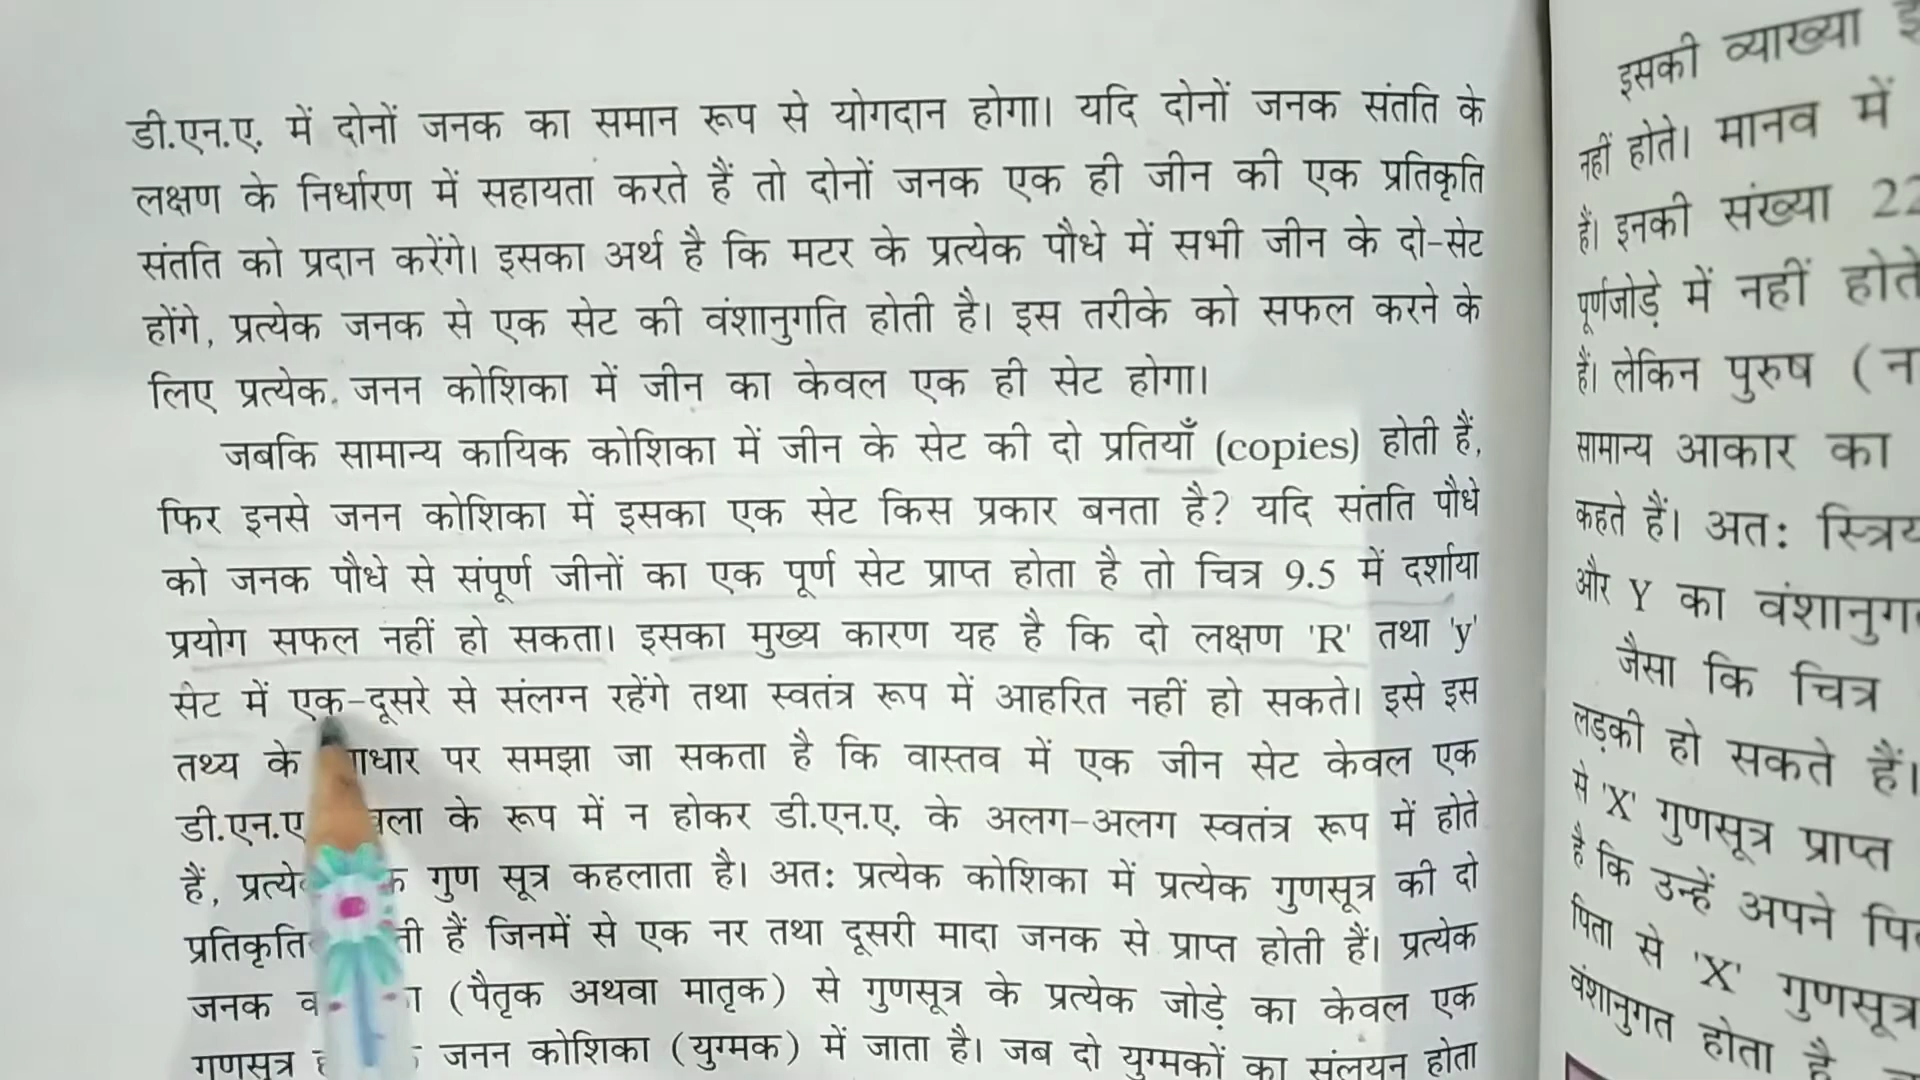 डी.एन.ए. में दोनों जनक का समान रूप से योगदान होगा। यदि दोनों जनक संतति के
लक्षण के निर्धारण में सहायता करते हैं तो दोनों जनक एक ही जीन की एक प्रतिकृति
संतति को प्रदान करेंगे। इसका अर्थ है कि मटर के प्रत्येक पौधे में सभी जीन के दो-सेट
होंगे, प्रत्येक जनक से एक सेट की वंशानुगति होती है। इस तरीके को सफल करने के
लिए प्रत्येक जनन कोशिका में जीन का केवल एक ही सेट होगा।
जबकि सामान्य कायिक कोशिका में जीन के सेट की दो प्रतियाँ (copies) होती हैं,
फिर इनसे जनन कोशिका में इसका एक सेट किस प्रकार बनता है? यदि संतति पौधे
को जनक पौधे से संपूर्ण जीनों का एक पूर्ण सेट प्राप्त होता है तो चित्र 9.5 में दर्शाया
प्रयोग सफल नहीं हो सकता। इसका मुख्य कारण यह है कि दो लक्षण 'R' तथा 'y'
सेट में एक-दूसरे से संलग्न रहेंगे तथा स्वतंत्र रूप में आहरित नहीं हो सकते। इसे इस
तथ्य के पर समझा जा सकता है कि वास्तव में एक जीन सेट केवल एक
डी.एन.ए के रूप में न होकर डी.एन.ए. के अलग-अलग स्वतंत्र रूप में होते
हैं, गुण सूत्र कहलाता है। अतः प्रत्येक कोशिका में प्रत्येक गुणसूत्र की दो
हैं जिनमें से एक नर तथा दूसरी मादा जनक से प्राप्त होती हैं। प्रत्येक
जनक (पैतृक अथवा मातृक) से गुणसूत्र के प्रत्येक जोड़े का केवल एक
गुणसूत्र जनन कोशिका (युग्मक) में जाता है। जब दो युग्मकों का संलयन होता
इसकी व्याख्या
नहीं होते। मानव में
हैं। इनकी संख्या 22
पूर्णजोड़े में नहीं होते
हैं। लेकिन पुरुष
सामान्य आकार का
कहते हैं। अतः
और Y का
जैसा कि चित्र
लड़की हो सकते हैं।
से 'X' गुणसूत्र प्राप्त
है कि उन्हें अपने
पिता से 'X' गुणसूत्र
वंशानुगत होता है